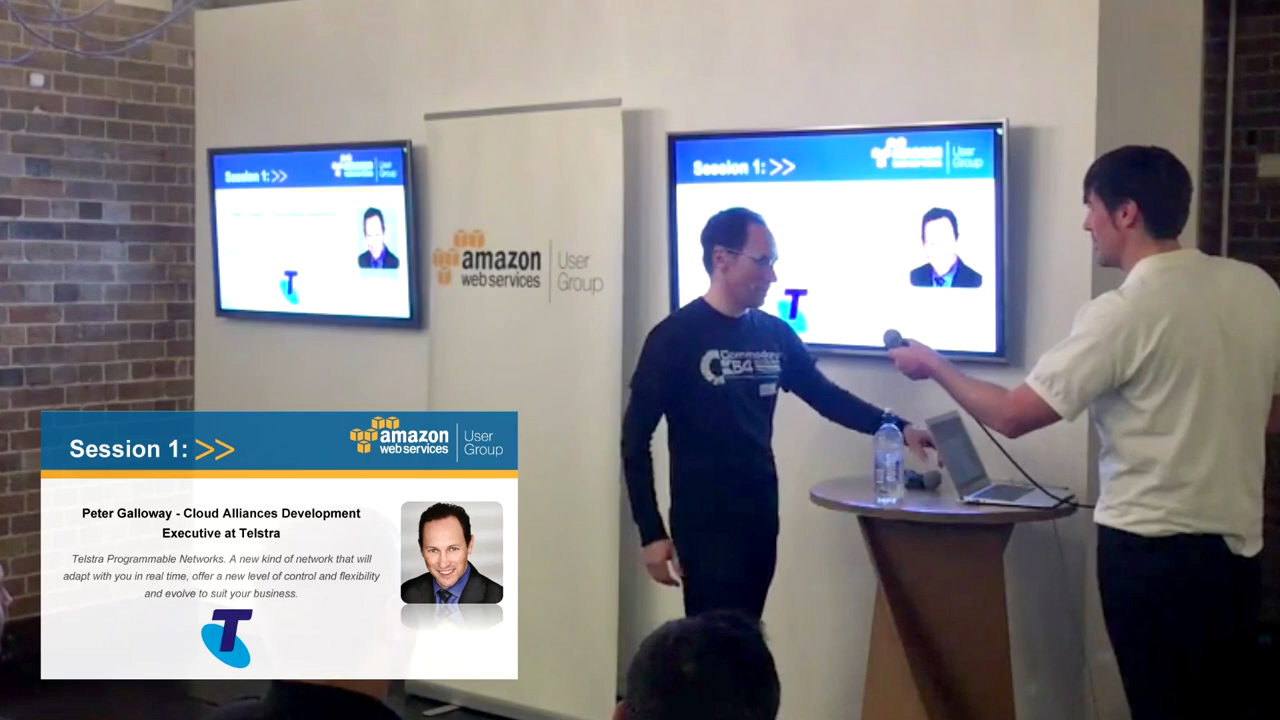 Session 1: >>
amazon
web services
User
Group
Session 1: >>
amazon
webservices
User
Group
amazon
web services
User
Group
Commodore
64
Session 1: >>
amazon
web services
User
Group
Peter Galloway - Cloud Alliances Development
Executive at Telstra
Telstra Programmable Networks. A new kind of network that will
adapt with you in real time, offer a new level of control and flexibility
and evolve to suit your business.
T